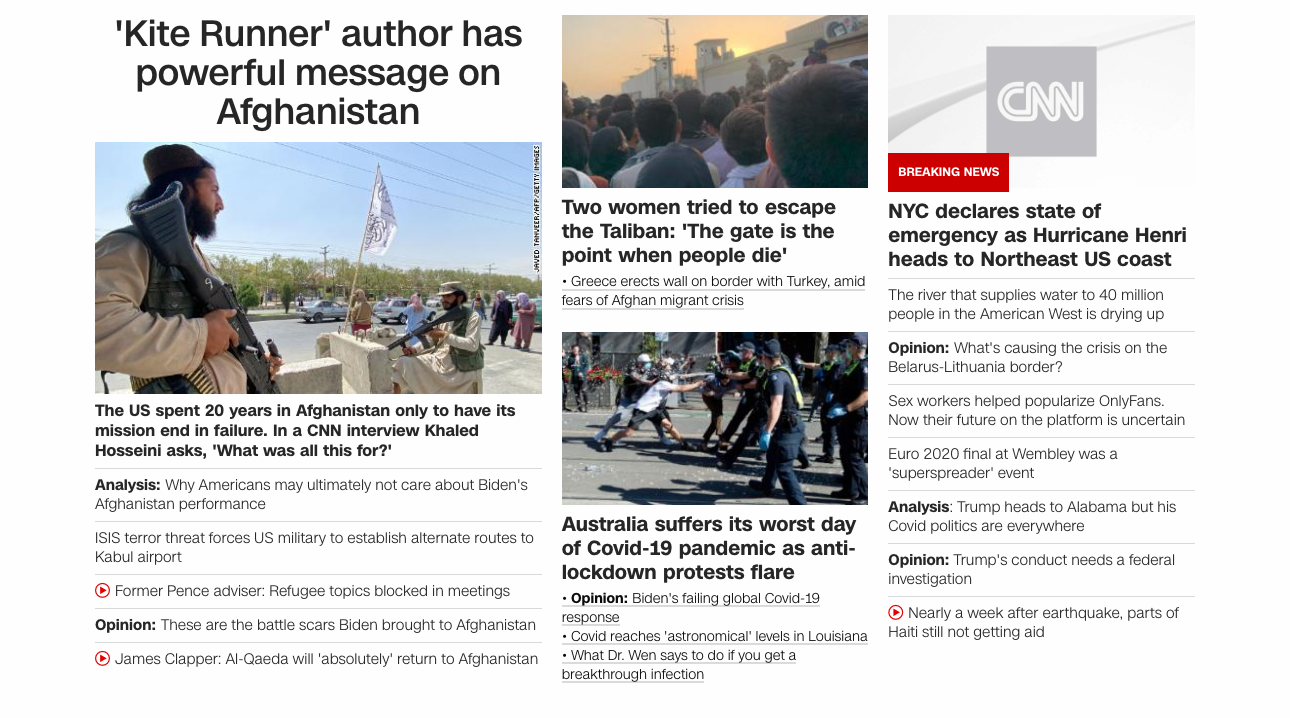 'Kite Runner' author has
powerful message on
Afghanistan
JAVED TANVEER/AFP/GETTY IMAGES
The US spent 20 years in Afghanistan only to have its
mission end in failure. In a CNN interview Khaled
Hosseini asks, 'What was all this for?'
Analysis: Why Americans may ultimately not care about Biden's
Afghanistan performance
ISIS terror threat forces US military to establish alternate routes to
Kabul airport
Former Pence adviser: Refugee topics blocked in meetings
Opinion: These are the battle scars Biden brought to Afghanistan
James Clapper: Al-Qaeda will 'absolutely' return to Afghanistan
Two women tried to escape
the Taliban: 'The gate is the
point when people die'
• Greece erects wall on border with Turkey, amid
fears of Afghan migrant crisis
Australia suffers its worst day
of Covid-19 pandemic as anti-
lockdown protests flare
• Opinion: Biden's failing global Covid-19
response
• Covid reaches 'astronomical' levels in Louisiana
• What Dr. Wen says to do if you get a
breakthrough infection
CNN
BREAKING NEWS
NYC declares state of
emergency as Hurricane Henri
heads to Northeast US coast
The river that supplies water to 40 million
people in the American West is drying up
Opinion: What's causing the crisis on the
Belarus-Lithuania border?
Sex workers helped popularize OnlyFans.
Now their future on the platform is uncertain
Euro 2020 final at Wembley was a
'superspreader' event
Analysis: Trump heads to Alabama but his
Covid politics are everywhere
Opinion: Trump's conduct needs a federal
investigation
Nearly a week after earthquake, parts of
Haiti still not getting aid